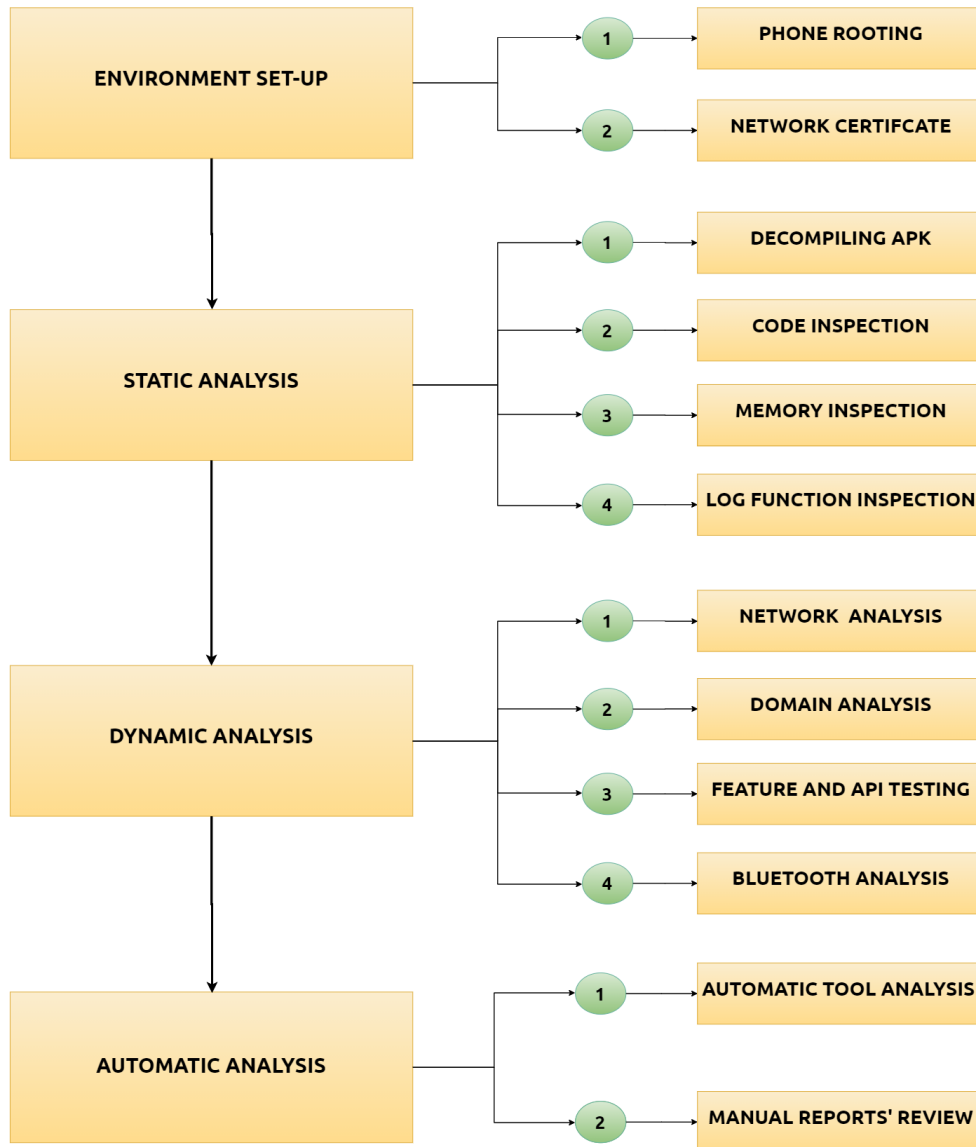 ENVIRONMENT SET-UP
1
PHONE ROOTING
2
NETWORK CERTIFCATE
STATIC ANALYSIS
1
DECOMPILING APK
2
CODE INSPECTION
3
MEMORY INSPECTION
4
LOG FUNCTION INSPECTION
DYNAMIC ANALYSIS
1
NETWORK ANALYSIS
2
DOMAIN ANALYSIS
3
FEATURE AND API TESTING
4
BLUETOOTH ANALYSIS
AUTOMATIC ANALYSIS
1
AUTOMATIC TOOL ANALYSIS
2
MANUAL REPORTS' REVIEW